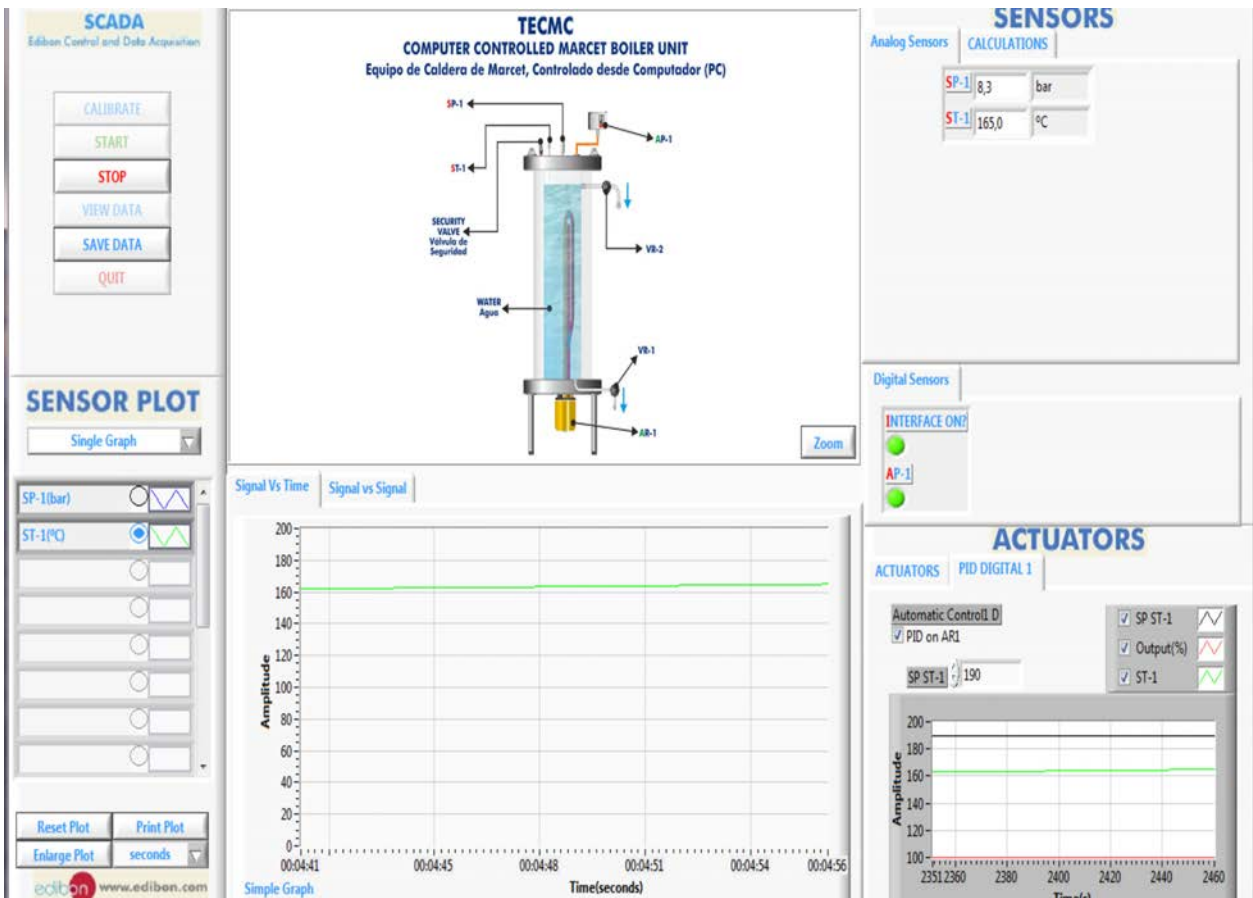 SCADA
Edibon Control and Data Acquisition
CALIBRATE
START
STOP
VIEW DATA
SAVE DATA
QUIT
TECMC
COMPUTER CONTROLLED MARCET BOILER UNIT
Equipo de Caldera de Marcet, Controlado desde Computador (PC)
SP-1
AP-1
ST-1
SECURITY
VALVE
Válvula de
Seguridad
VR-2
WATER
Agua
VR-1
AR-1
Zoom
SENSORS
Analog Sensors CALCULATIONS
SP-1 8,3 bar
ST-1 165,0 ºC
Digital Sensors
INTERFACE ON?
AP-1
SENSOR PLOT
Single Graph
SP-1(bar)
ST-1(ºC)
Reset Plot Print Plot
Enlarge Plot seconds
edibon www.edibon.com
Signal Vs Time Signal vs Signal
Amplitude
200
180
160
140
120
100
80
60
40
20
0
00:04:41 00:04:45 00:04:48 00:04:51 00:04:54 00:04:56
Simple Graph Time(seconds)
ACTUATORS
ACTUATORS PID DIGITAL 1
Automatic Control1 D
PID on AR1
SP ST-1 190
SP ST-1
Output(%)
ST-1
Amplitude
200
180
160
140
120
100
2351 2360 2380 2400 2420 2440 2460
Time(s)